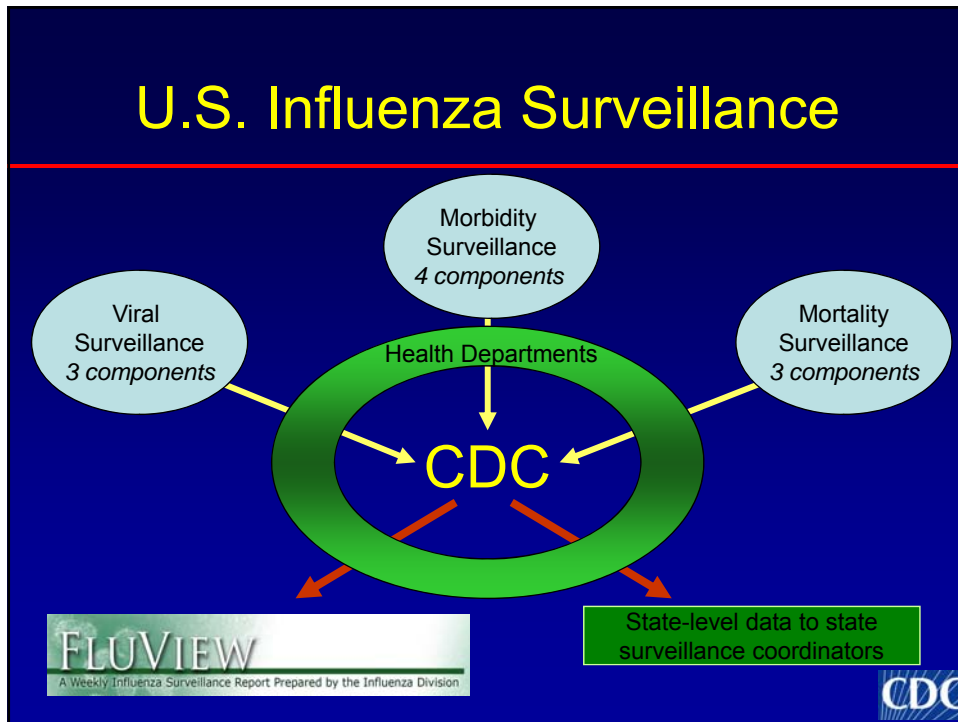 U.S. Influenza Surveillance
Morbidity
Surveillance
4 components
Viral
Surveillance
3 components
Mortality
Surveillance
3 components
Health Departments
CDC
FLUVIEW
A Weekly Influenza Surveillance Report Prepared by the Influenza Division
State-level data to state
surveillance coordinators
CDC